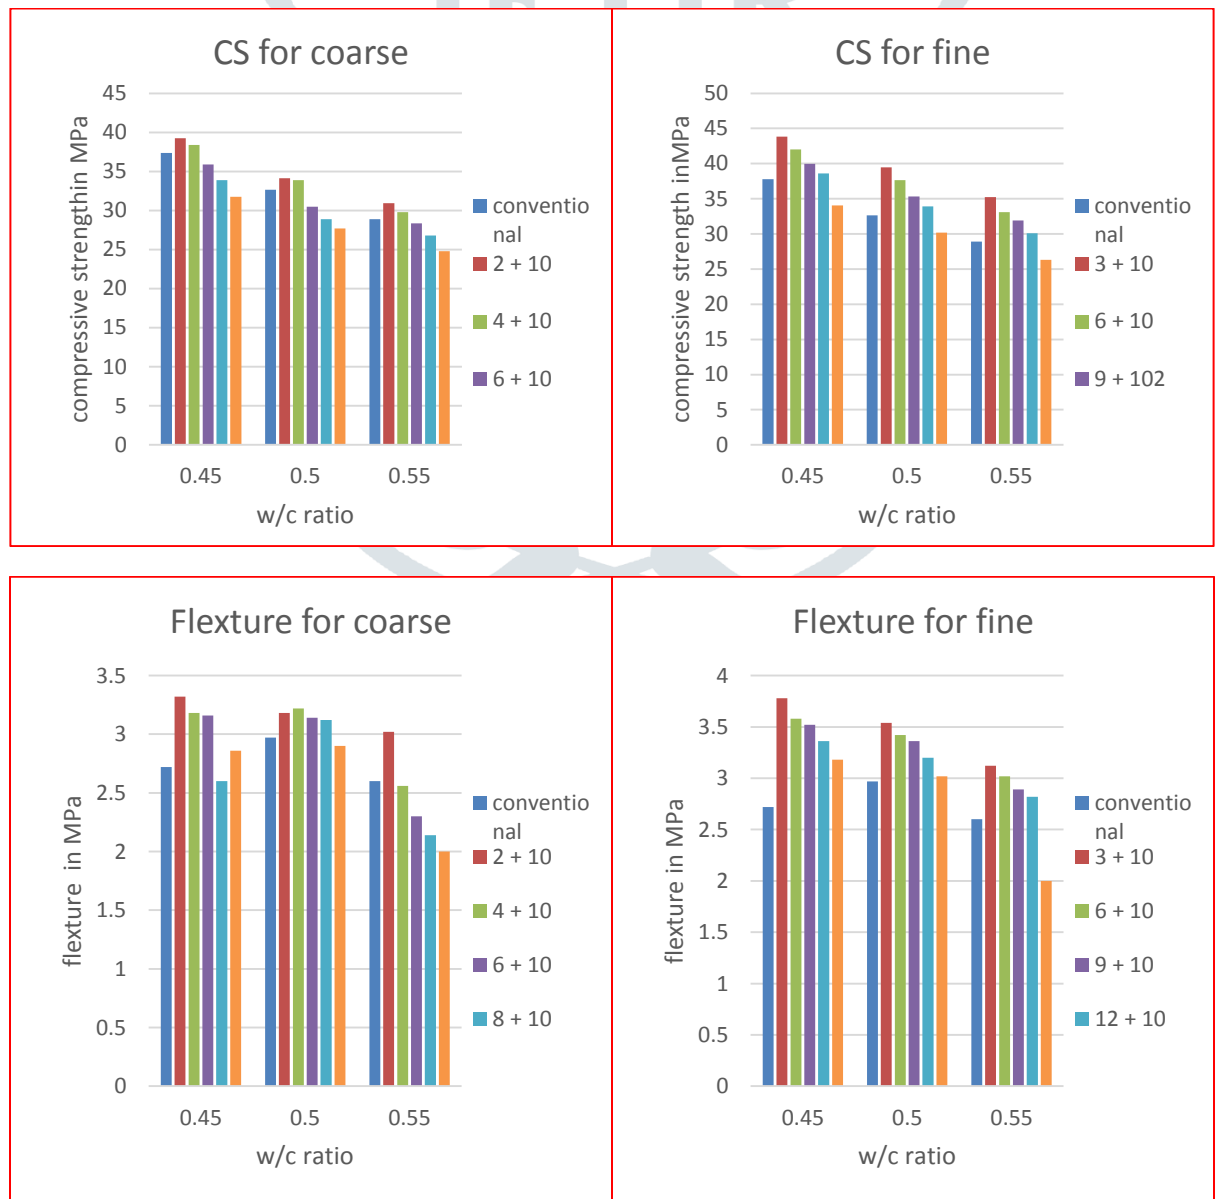 CS for coarse
compressive strengthin MPa
45
40
35
30
25
20
15
10
5
0
0.45 0.5 0.55
w/c ratio
conventio
nal
2 + 10
4 + 10
6 + 10
CS for fine
compressive strength inMPa
50
45
40
35
30
25
20
15
10
5
0
0.45 0.5 0.55
w/c ratio
conventio
nal
3 + 10
6 + 10
9 + 102
Flexture for coarse
flexture in MPa
3.5
3
2.5
2
1.5
1
0.5
0
0.45 0.5 0.55
w/c ratio
conventio
nal
2 + 10
4 + 10
6 + 10
8 + 10
Flexture for fine
flexture in MPa
4
3.5
3
2.5
2
1.5
1
0.5
0
0.45 0.5 0.55
w/c ratio
conventio
nal
3 + 10
6 + 10
9 + 10
12 + 10